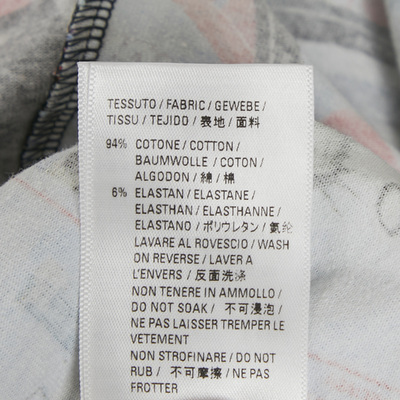 TESSUTO / FABRIC / GEWEBE /
TISSU / TEJIDO / 表地 / 面料
94% COTONE / COTTON /
BAUMWOLLE / COTON /
ALGODON / 綿 / 棉
6% ELASTAN / ELASTANE /
ELASTHAN / ELASTHANNE /
ELASTANO / ポリウレタン / 氨纶
LAVARE AL ROVESCIO / WASH
ON REVERSE / LAVER A
L'ENVERS / 反面洗涤
NON TENERE IN AMMOLLO /
DO NOT SOAK / 不可浸泡 /
NE PAS LAISSER TREMPER LE
VETEMENT
NON STROFINARE / DO NOT
RUB / 不可摩擦 / NE PAS
FROTTER